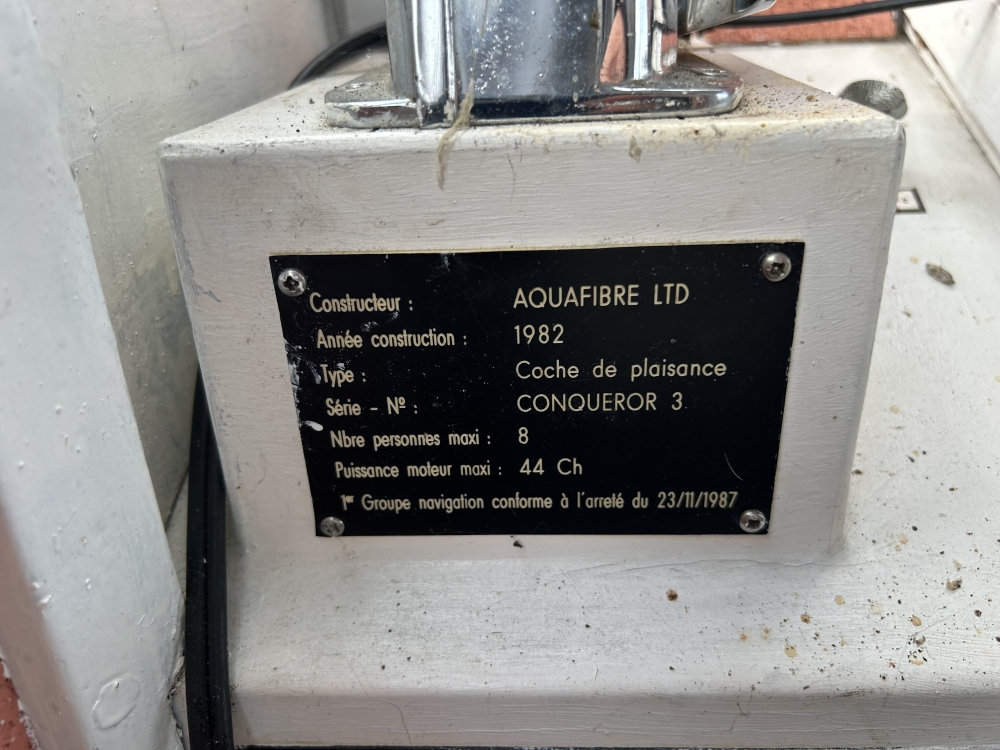 Constructeur : AQUAFIBRE LTD
Année construction : 1982
Type : Coche de plaisance
Série - Nº : CONQUEROR 3
Nbre personnes maxi : 8
Puissance moteur maxi : 44 Ch
1er Groupe navigation conforme à l'arreté du 23/11/1987